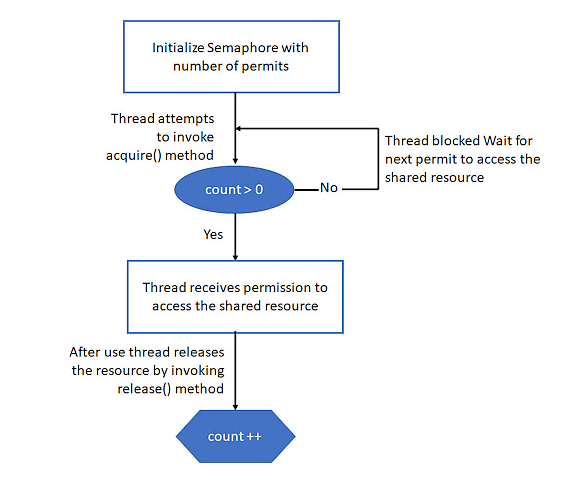 Initialize Semaphore with
number of permits
Thread attempts
to invoke
acquire() method
Thread blocked Wait for
next permit to access the
shared resource
count > 0
No
Yes
Thread receives permission to
access the shared resource
After use thread releases
the resource by invoking
release() method
count ++